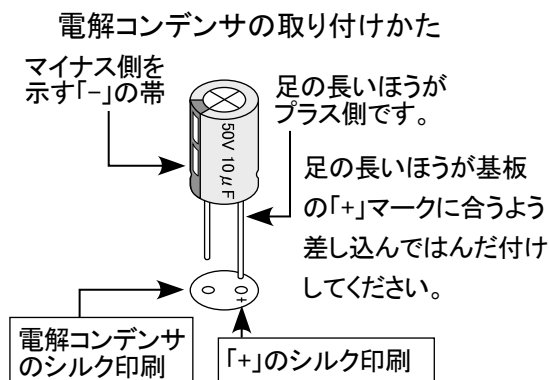 電解コンデンサの取り付けかた
マイナス側を
示す「-」の帯
足の長いほうが
プラス側です。
50V 10μF
足の長いほうが基板
の「+」マークに合うよう
差し込んではんだ付け
してください。
+
電解コンデンサ
のシルク印刷
「+」のシルク印刷